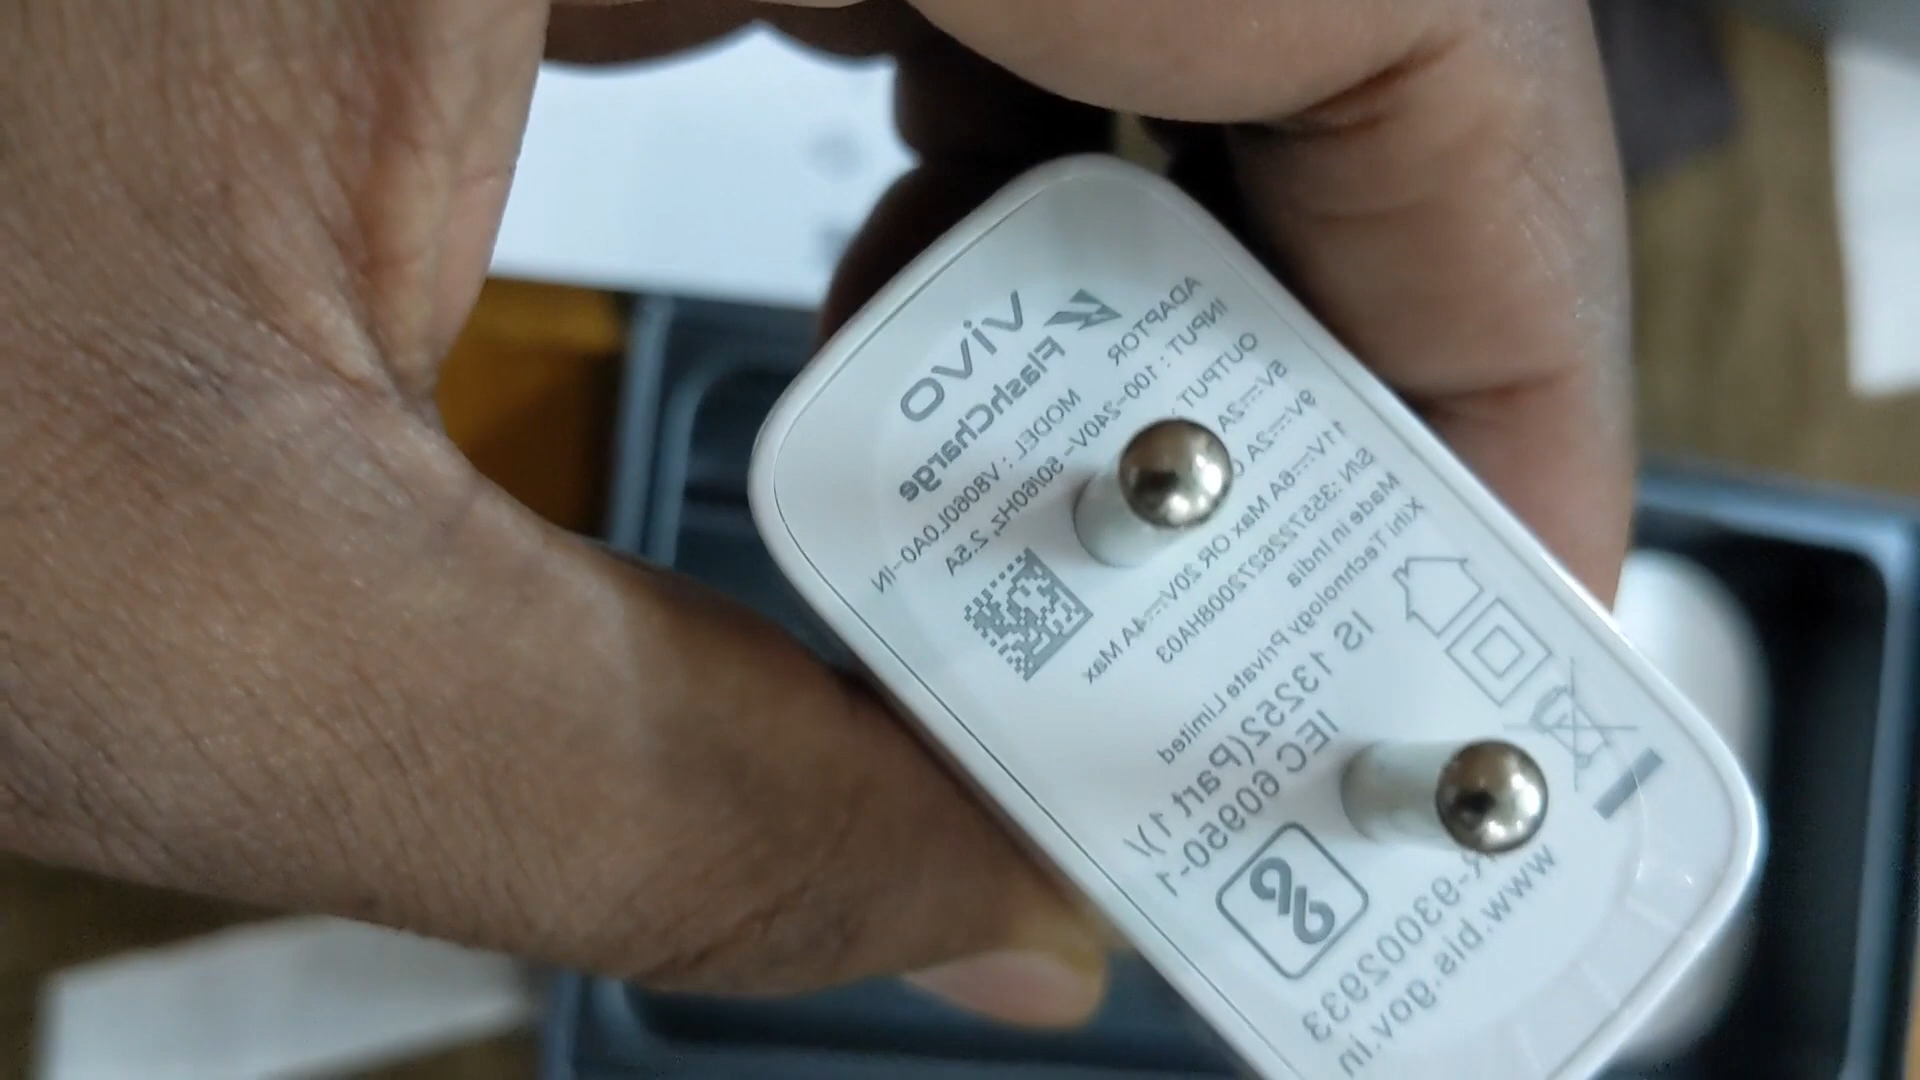 vivo
FlashCharge
ADAPTOR MODEL : V8060L0A0-IN
INPUT : 100-240V~ 50/60Hz, 2.5A
OUTPUT
5V⎓2A
9V⎓2A
11V⎓6A Max OR 20V⎓4A Max
S/N :
Made in India
Xini Technology Private Limited
IS 13252(Part 1)/
IEC 60950-1
R-93002933
www.bis.gov.in